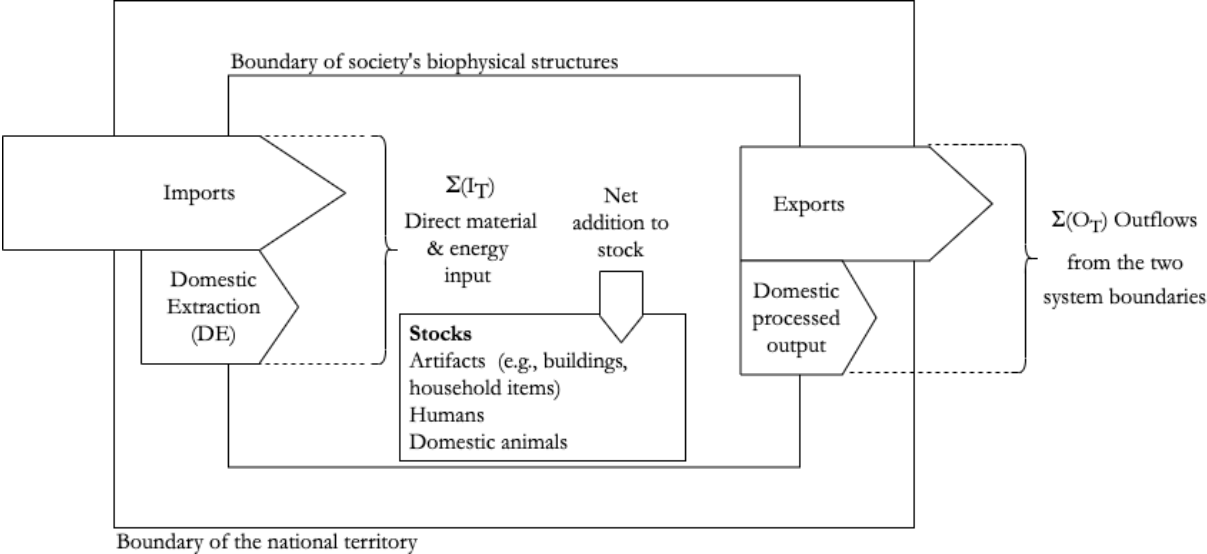 Boundary of society's biophysical structures
Imports
Domestic
Extraction
(DE)
Σ(I_T)
Direct material
& energy
input
Net
addition to
stock
Stocks
Artifacts (e.g., buildings,
household items)
Humans
Domestic animals
Exports
Domestic
processed
output
Σ(O_T) Outflows
from the two
system boundaries
Boundary of the national territory